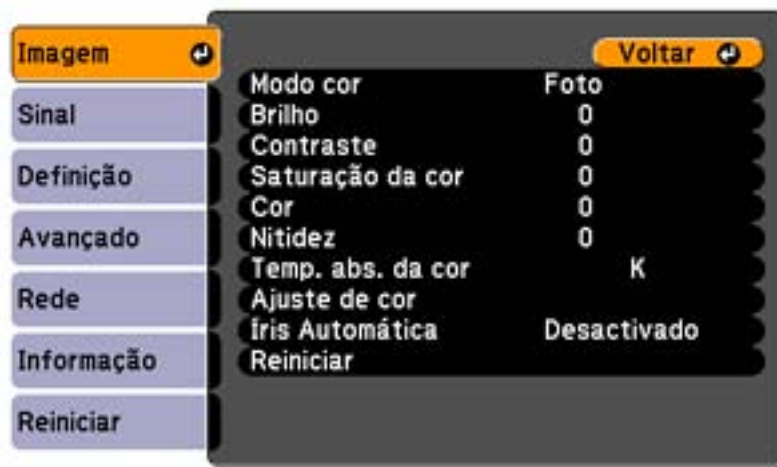 Imagem
Sinal
Definição
Avançado
Rede
Informação
Reiniciar
Voltar
Modo cor Foto
Brilho 0
Contraste 0
Saturação da cor 0
Cor 0
Nitidez 0
Temp. abs. da cor K
Ajuste de cor
Íris Automática Desactivado
Reiniciar